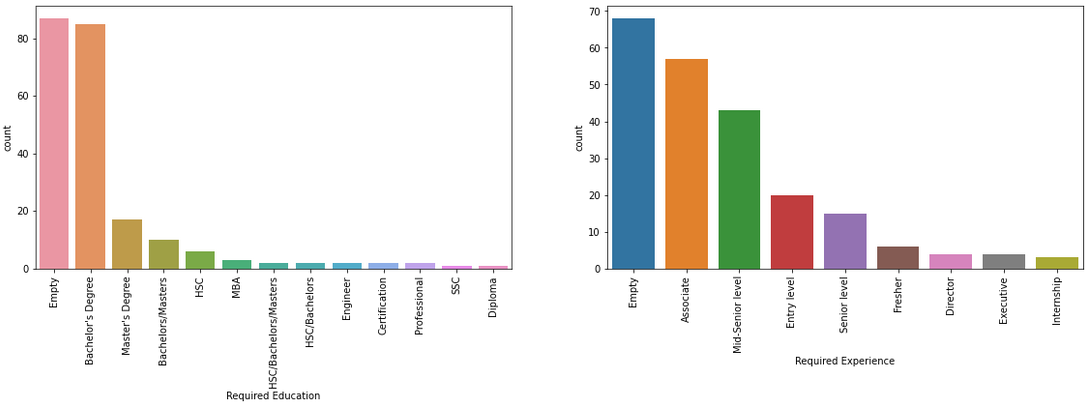 count
80
60
40
20
0
Empty
Bachelor's Degree
Master's Degree
Bachelors/Masters
HSC
MBA
HSC/Bachelors/Masters
HSC/Bachelors
Engineer
Certification
Professional
SSC
Diploma
Required Education
count
70
60
50
40
30
20
10
0
Empty
Associate
Mid-Senior level
Entry level
Senior level
Fresher
Director
Executive
Internship
Required Experience